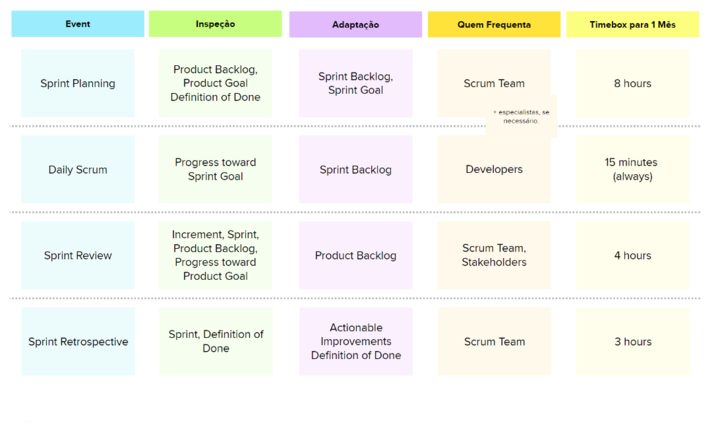 Event
Inspeção
Adaptação
Quem Frequenta
Timebox para 1 Mês
Sprint Planning
Product Backlog,
Product Goal
Definition of Done
Sprint Backlog,
Sprint Goal
Scrum Team
+ especialistas, se
necessário.
8 hours
Daily Scrum
Progress toward
Sprint Goal
Sprint Backlog
Developers
15 minutes
(always)
Sprint Review
Increment, Sprint,
Product Backlog,
Progress toward
Product Goal
Product Backlog
Scrum Team,
Stakeholders
4 hours
Sprint Retrospective
Sprint, Definition of
Done
Actionable
Improvements
Definition of Done
Scrum Team
3 hours